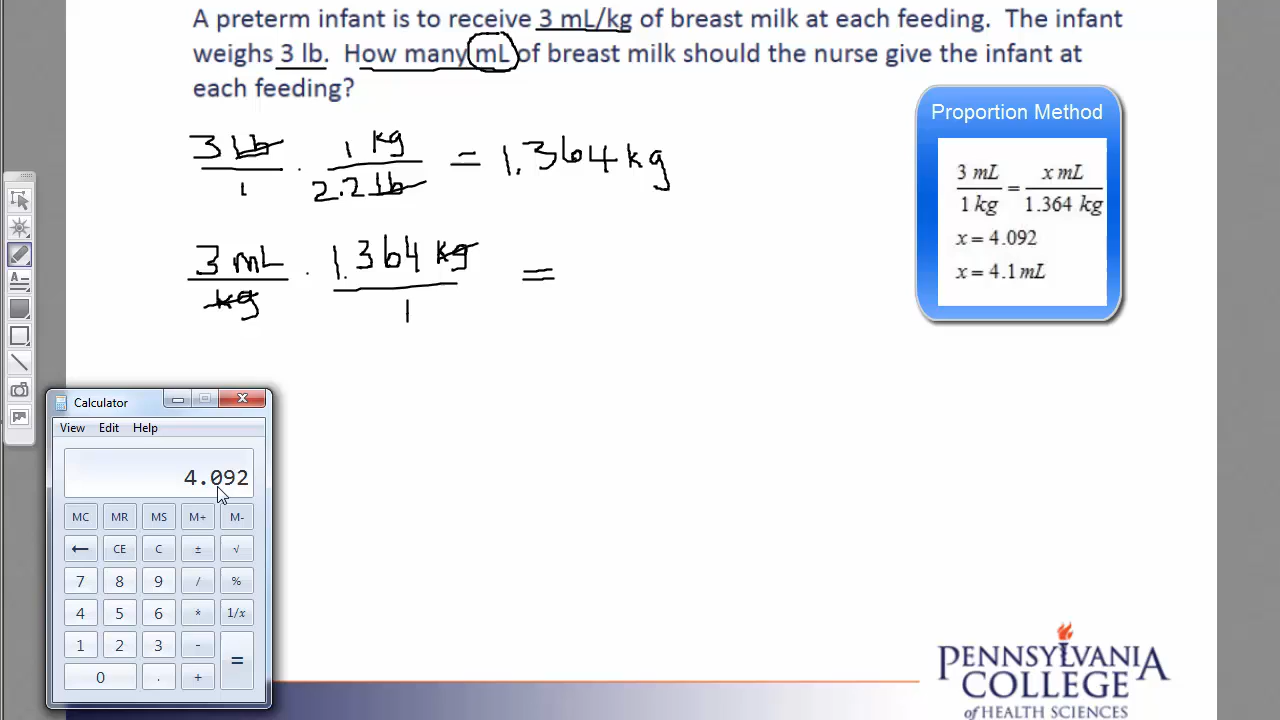 A preterm infant is to receive 3 mL/kg of breast milk at each feeding. The infant
weighs 3 lb. How many mL of breast milk should the nurse give the infant at
each feeding?
Proportion Method
3 mL / 1 kg = x mL / 1.364 kg
x = 4.092
x = 4.1 mL
3 lb / 1 · 1 kg / 2.2 lb = 1.364 kg
3 mL / kg · 1.364 kg / 1 =
Calculator
View Edit Help
4.092
MC MR MS M+ M-
← CE C ± √
7 8 9 / %
4 5 6 * 1/x
1 2 3 - =
0 . +
PENNSYLVANIA
COLLEGE
of HEALTH SCIENCES